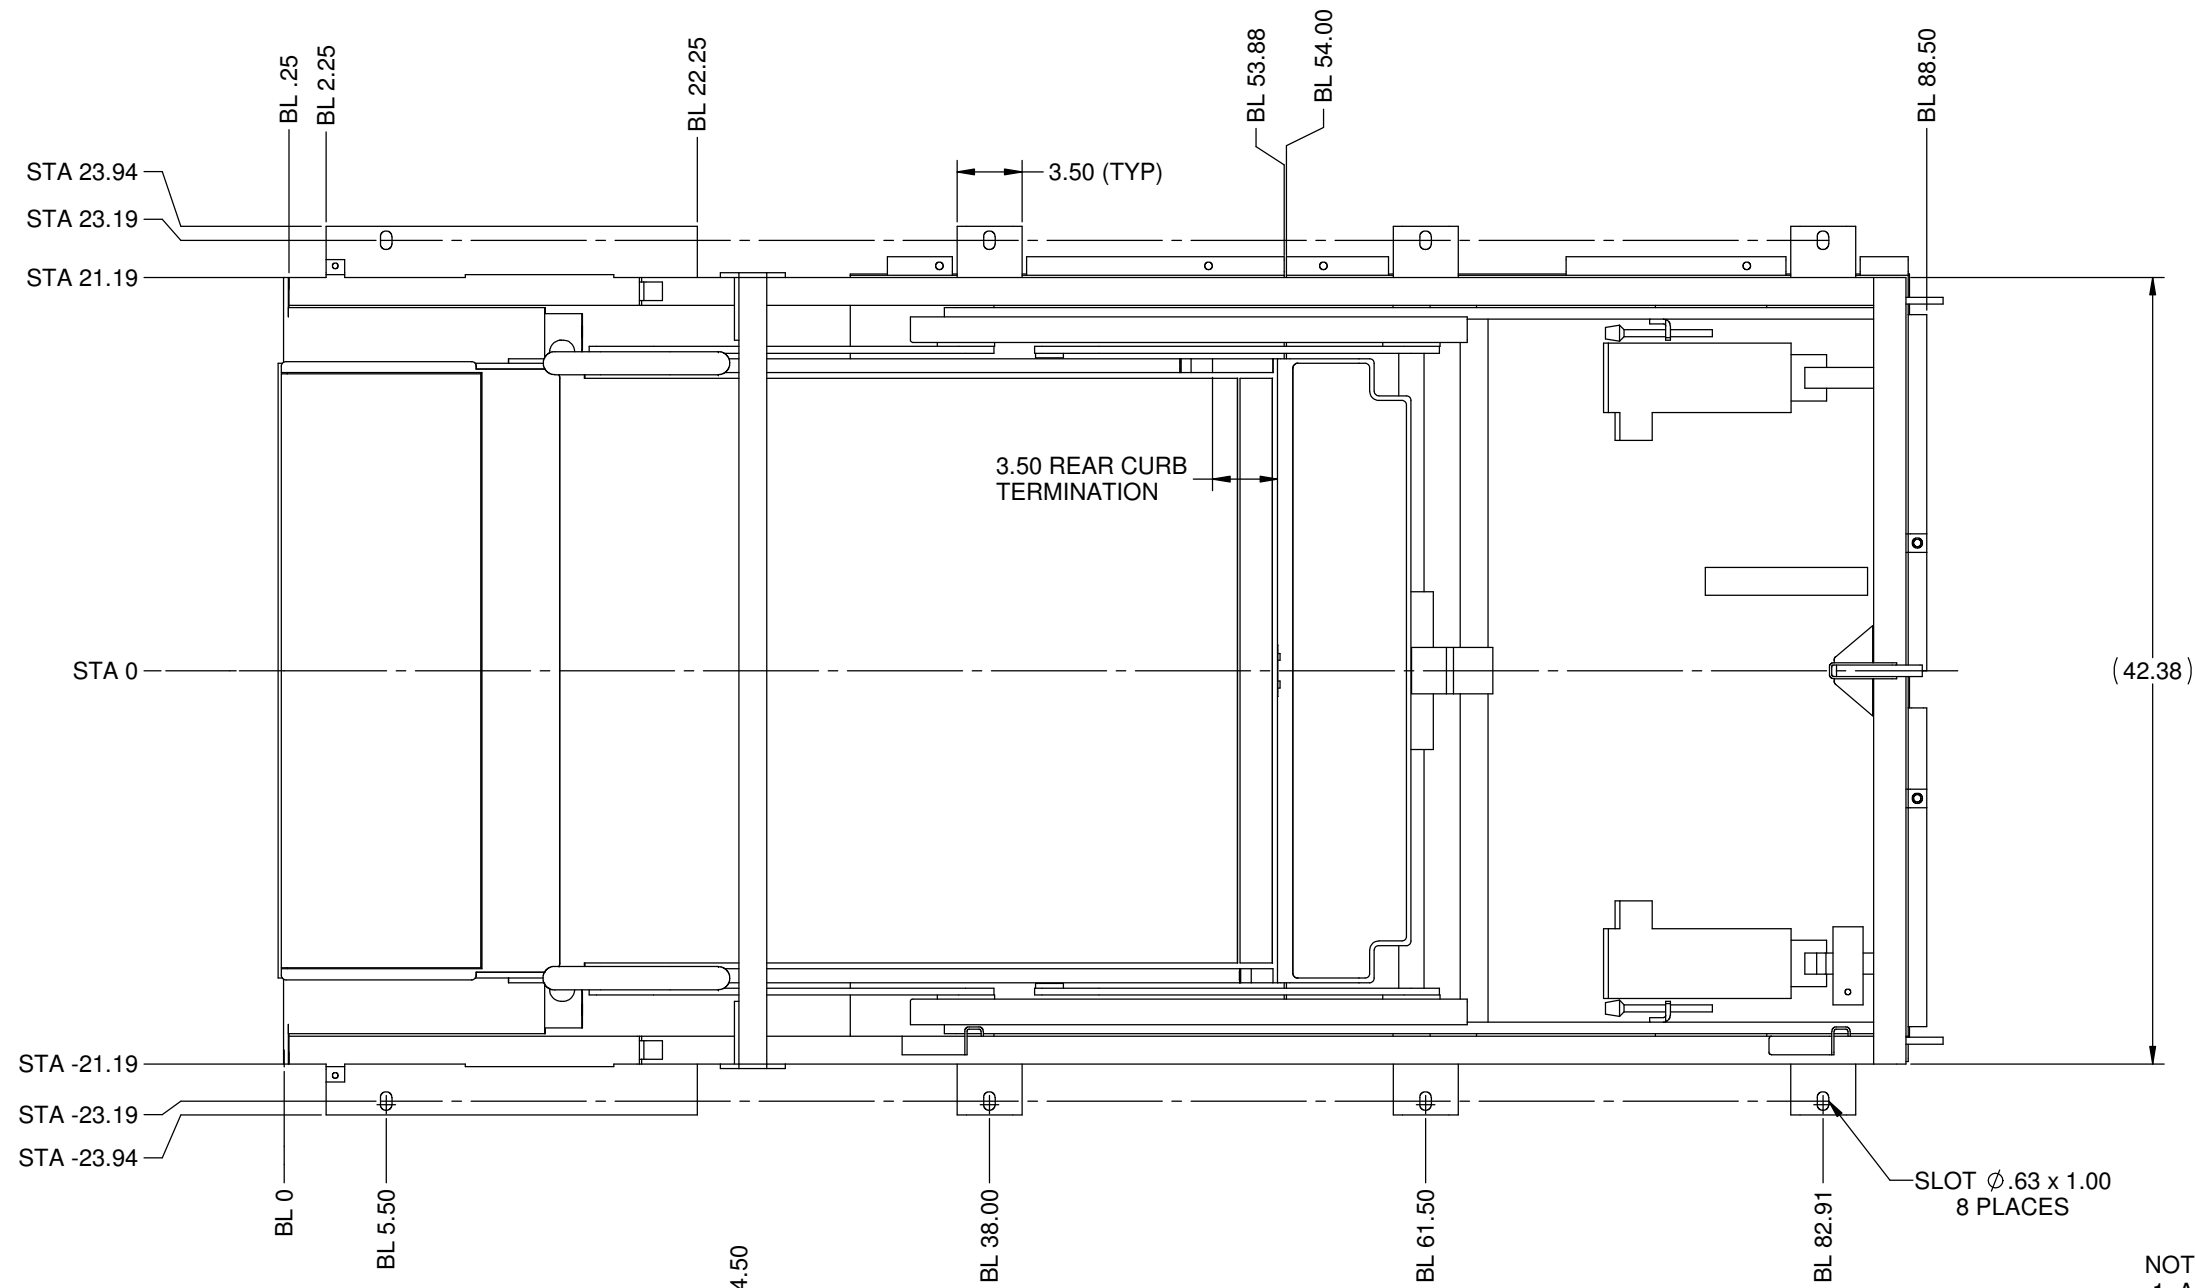 BL .25
BL 2.25
BL 22.25
BL 53.88
BL 54.00
BL 88.50
STA 23.94
STA 23.19
STA 21.19
3.50 (TYP)
3.50 REAR CURB
TERMINATION
STA 0
(42.38)
STA -21.19
STA -23.19
STA -23.94
SLOT ∅.63 x 1.00
8 PLACES
BL 0
BL 5.50
4.50
BL 38.00
BL 61.50
BL 82.91
NOT